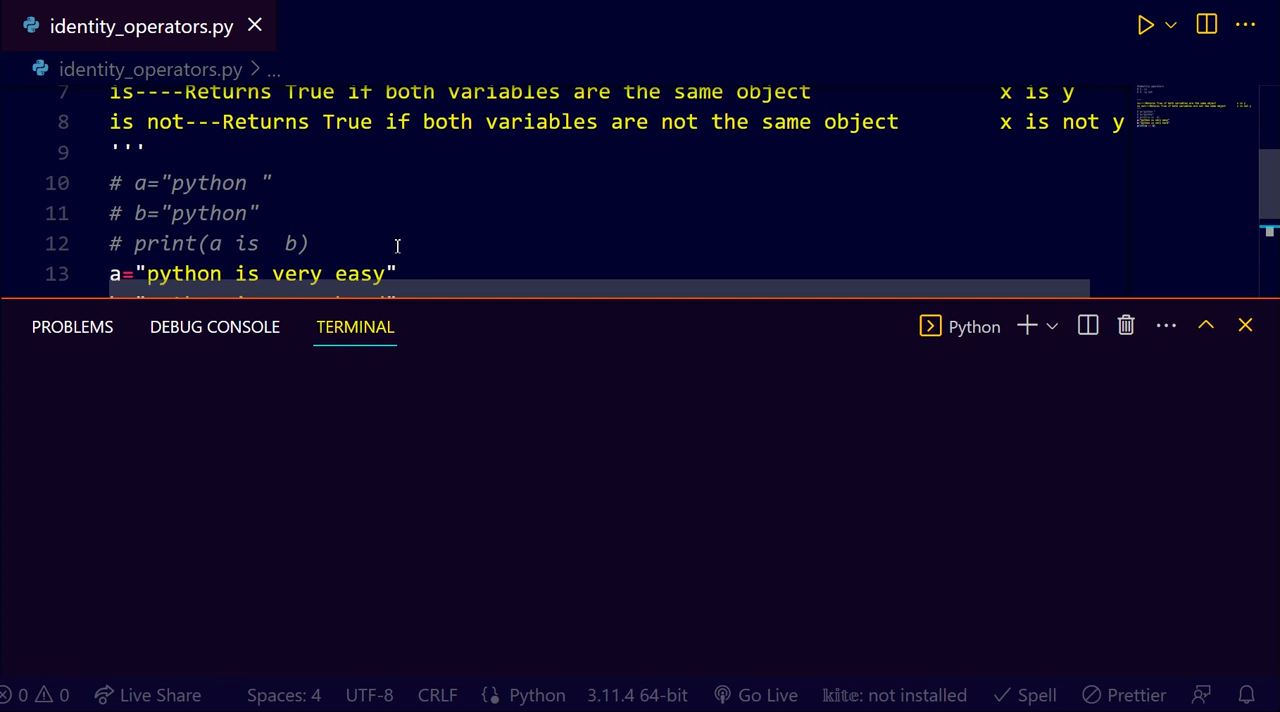 identity_operators.py
identity_operators.py > ...
7 is----Returns True if both variables are the same object x is y
8 is not---Returns True if both variables are not the same object x is not y
9 '''
10 # a="python "
11 # b="python"
12 # print(a is  b)
13 a="python is very easy"
PROBLEMS DEBUG CONSOLE TERMINAL Python
0 0 Live Share Spaces: 4 UTF-8 CRLF Python 3.11.4 64-bit Go Live kite: not installed Spell Prettier